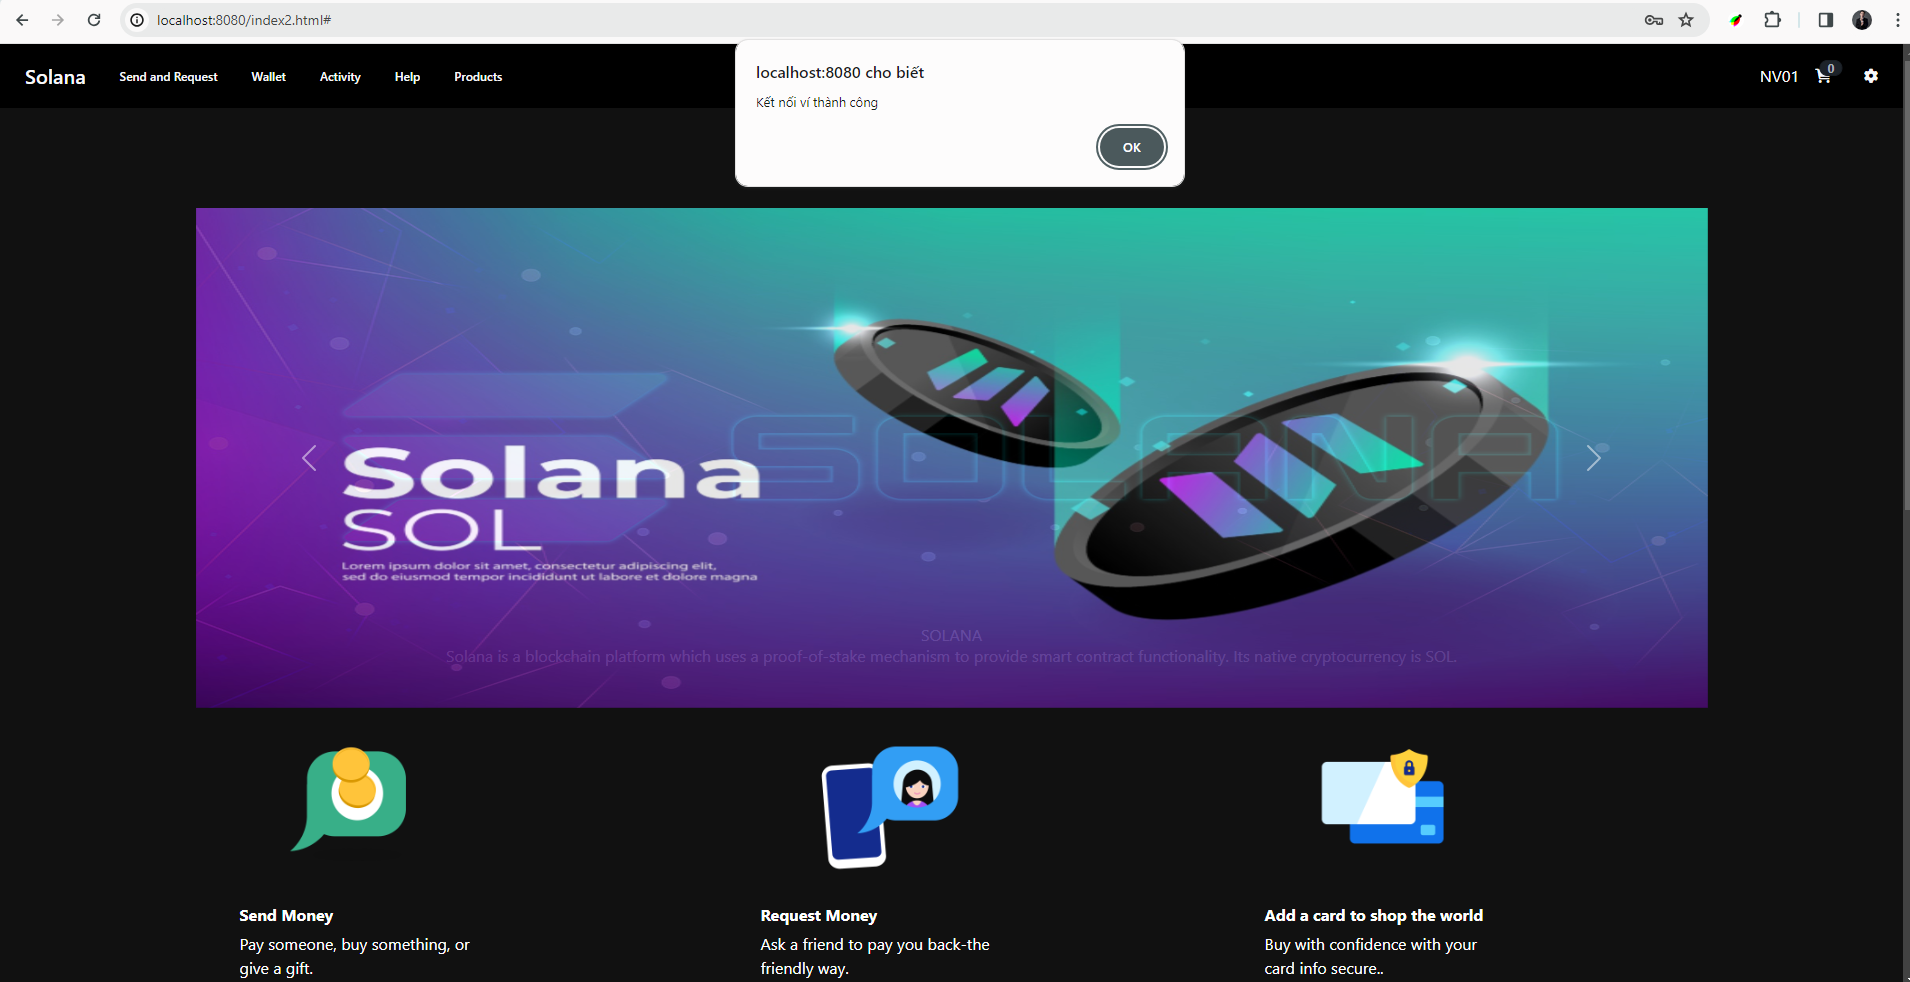 localhost:8080/index2.html#
localhost:8080 cho biết
Kết nối ví thành công
OK
Solana
Send and Request
Wallet
Activity
Help
Products
NV01
0
SOLANA
Solana
SOL
Lorem ipsum dolor sit amet, consectetur adipiscing elit,
sed do eiusmod tempor incididunt ut labore et dolore magna
SOLANA
Solana is a blockchain platform which uses a proof-of-stake mechanism to provide smart contract functionality. Its native cryptocurrency is SOL.
Send Money
Pay someone, buy something, or
give a gift.
Request Money
Ask a friend to pay you back-the
friendly way.
Add a card to shop the world
Buy with confidence with your
card info secure..